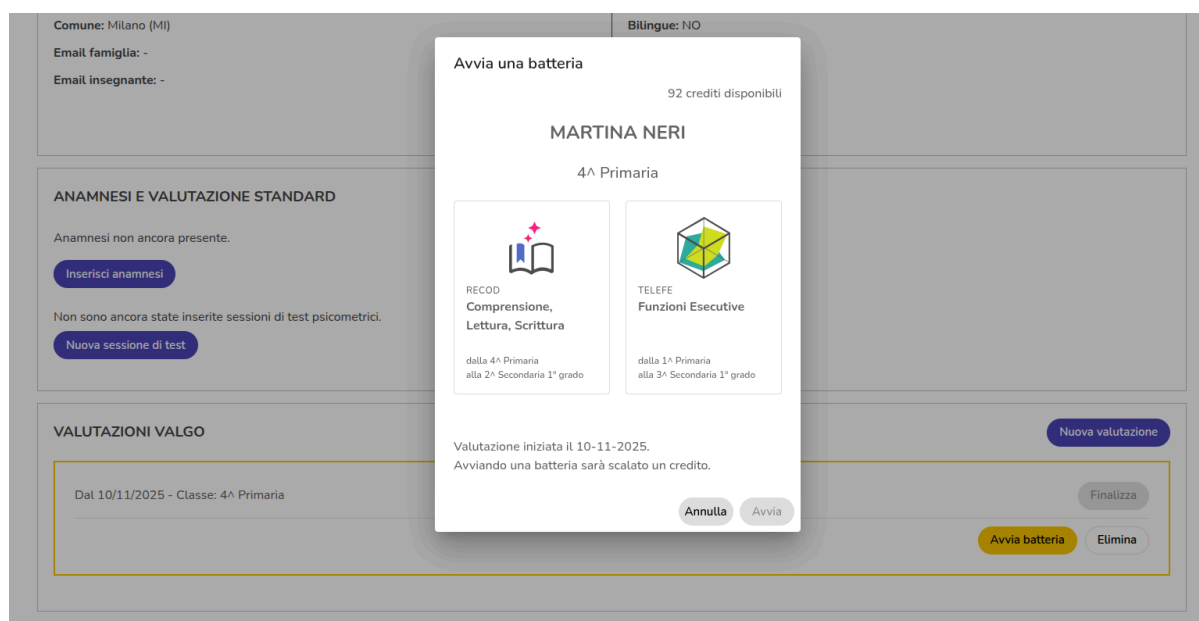 Comune: Milano (MI)
Bilingue: NO
Email famiglia: -
Email insegnante: -
Avvia una batteria
92 crediti disponibili
MARTINA NERI
4^ Primaria
RECOD
Comprensione,
Lettura, Scrittura
dalla 4^ Primaria
alla 2^ Secondaria 1° grado
TELEFE
Funzioni Esecutive
dalla 1^ Primaria
alla 3^ Secondaria 1° grado
Valutazione iniziata il 10-11-2025.
Avviando una batteria sarà scalato un credito.
Annulla
Avvia
ANAMNESI E VALUTAZIONE STANDARD
Anamnesi non ancora presente.
Inserisci anamnesi
Non sono ancora state inserite sessioni di test psicometrici.
Nuova sessione di test
VALUTAZIONI VALGO
Nuova valutazione
Dal 10/11/2025 - Classe: 4^ Primaria
Finalizza
Avvia batteria
Elimina